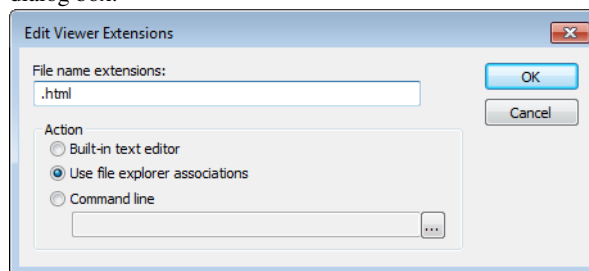 dialog box.
Edit Viewer Extensions
File name extensions:
.html
OK
Cancel
Action
Built-in text editor
Use file explorer associations
Command line
...